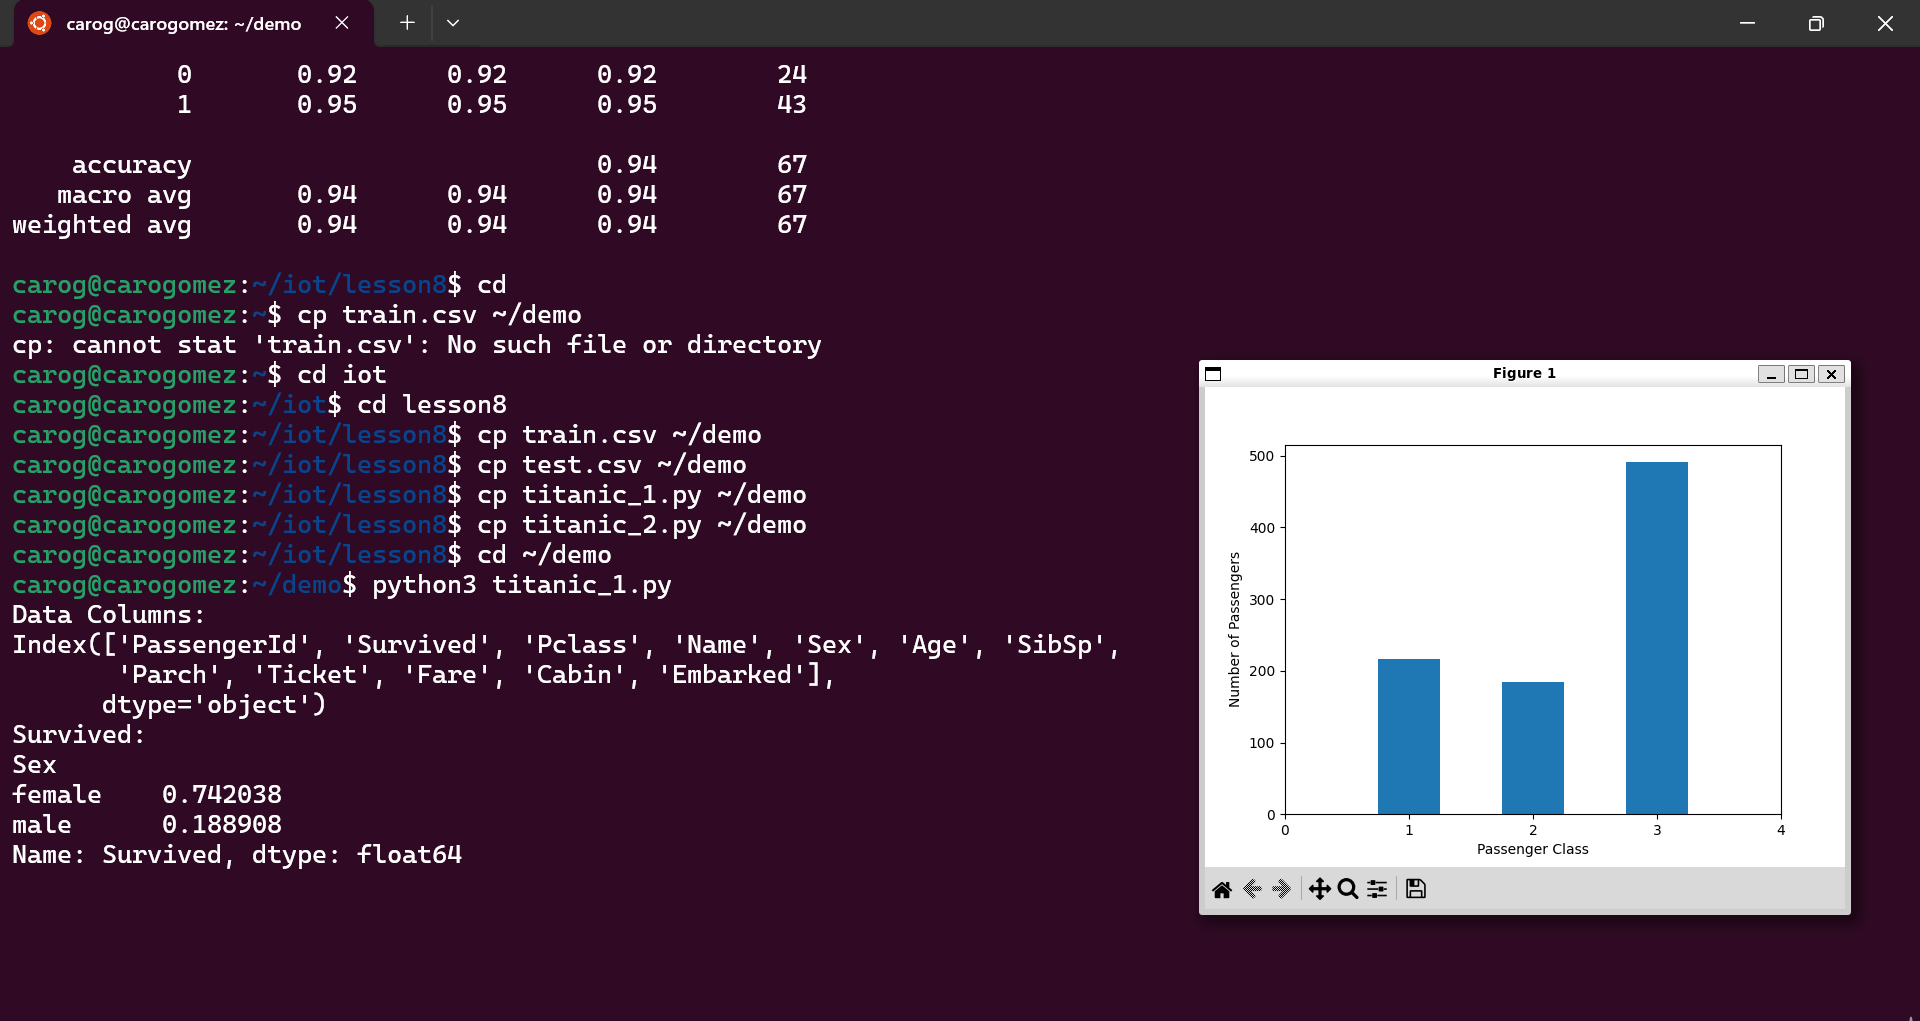 carog@carogomez: ~/demo
0 0.92 0.92 0.92 24
1 0.95 0.95 0.95 43
accuracy 0.94 67
macro avg 0.94 0.94 0.94 67
weighted avg 0.94 0.94 0.94 67
carog@carogomez:~/iot/lesson8$ cd
carog@carogomez:~$ cp train.csv ~/demo
cp: cannot stat 'train.csv': No such file or directory
carog@carogomez:~$ cd iot
carog@carogomez:~/iot$ cd lesson8
carog@carogomez:~/iot/lesson8$ cp train.csv ~/demo
carog@carogomez:~/iot/lesson8$ cp test.csv ~/demo
carog@carogomez:~/iot/lesson8$ cp titanic_1.py ~/demo
carog@carogomez:~/iot/lesson8$ cp titanic_2.py ~/demo
carog@carogomez:~/iot/lesson8$ cd ~/demo
carog@carogomez:~/demo$ python3 titanic_1.py
Data Columns:
Index(['PassengerId', 'Survived', 'Pclass', 'Name', 'Sex', 'Age', 'SibSp',
'Parch', 'Ticket', 'Fare', 'Cabin', 'Embarked'],
dtype='object')
Survived:
Sex
female 0.742038
male 0.188908
Name: Survived, dtype: float64
Figure 1
500
400
300
200
100
0
Number of Passengers
0 1 2 3 4
Passenger Class